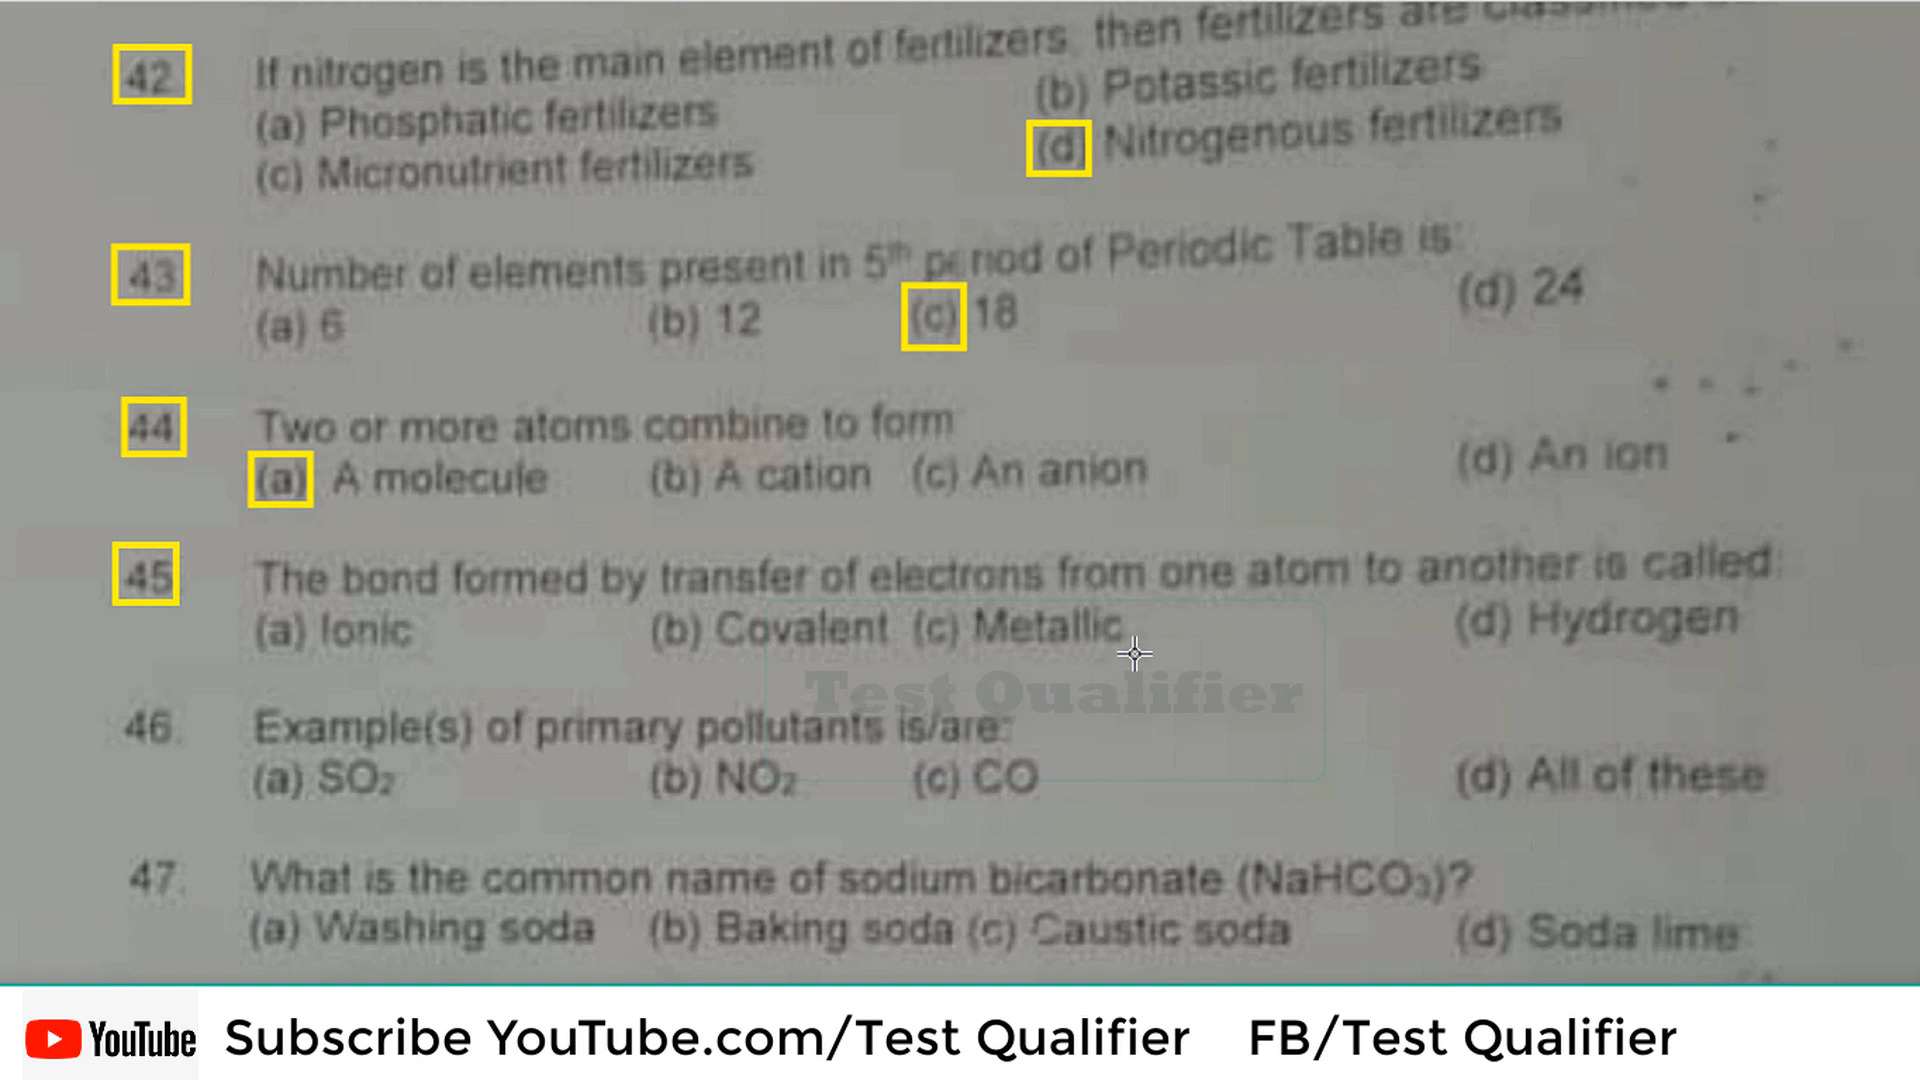 42. If nitrogen is the main element of fertilizers, then fertilizers are classified
(a) Phosphatic fertilizers (b) Potassic fertilizers
(c) Micronutrient fertilizers (d) Nitrogenous fertilizers
43. Number of elements present in 5th period of Periodic Table is:
(a) 6 (b) 12 (c) 18 (d) 24
44. Two or more atoms combine to form
(a) A molecule (b) A cation (c) An anion (d) An ion
45. The bond formed by transfer of electrons from one atom to another is called:
(a) Ionic (b) Covalent (c) Metallic (d) Hydrogen
Test Qualifier
46. Example(s) of primary pollutants is/are:
(a) SO₂ (b) NO₂ (c) CO (d) All of these
47. What is the common name of sodium bicarbonate (NaHCO₃)?
(a) Washing soda (b) Baking soda (c) Caustic soda (d) Soda lime
YouTube Subscribe YouTube.com/Test Qualifier FB/Test Qualifier